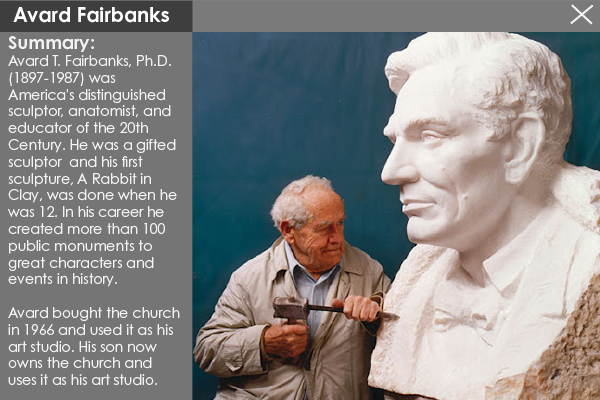 Avard Fairbanks
Summary:
Avard T. Fairbanks, Ph.D.
(1897-1987) was
America's distinguished
sculptor, anatomist, and
educator of the 20th
Century. He was a gifted
sculptor and his first
sculpture, A Rabbit in
Clay, was done when he
was 12. In his career he
created more than 100
public monuments to
great characters and
events in history.
Avard bought the church
in 1966 and used it as his
art studio. His son now
owns the church and
uses it as his art studio.